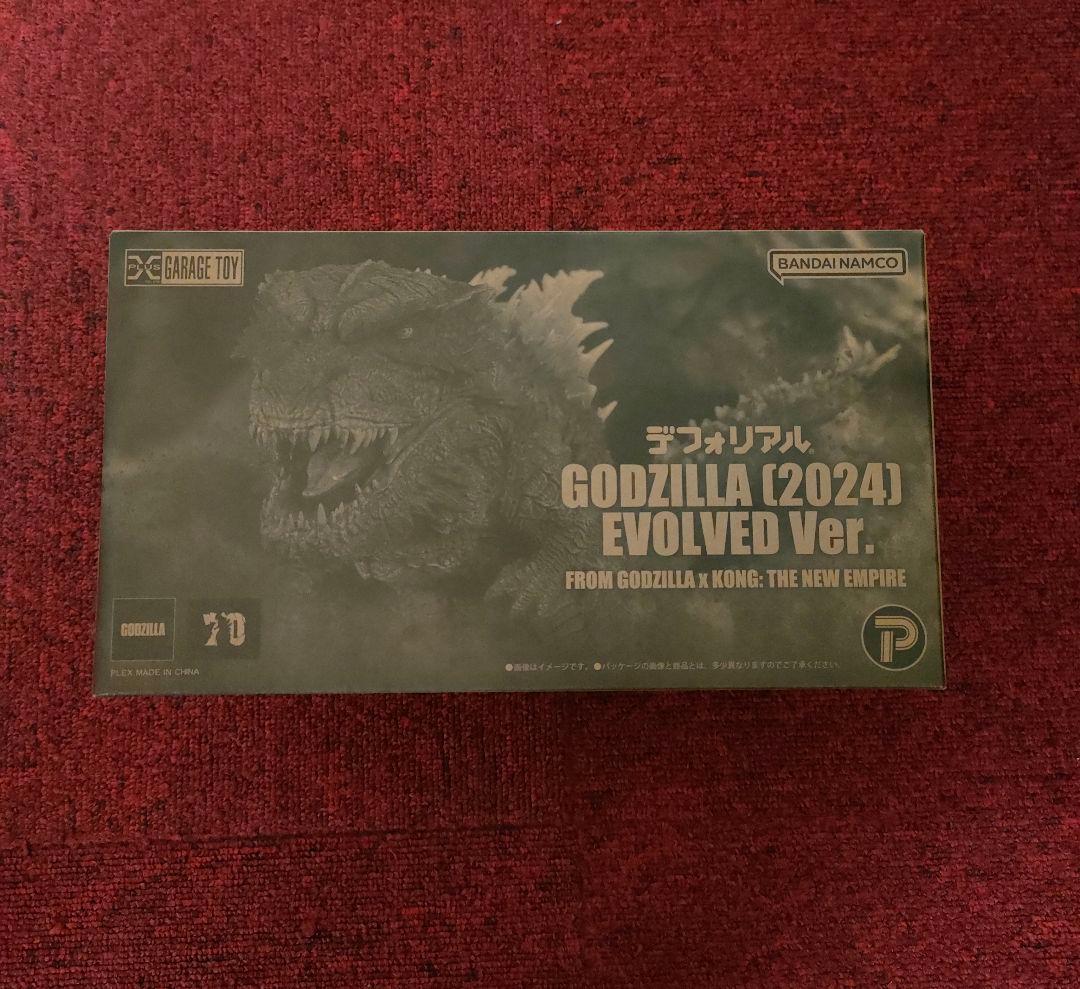 X PLUS GARAGE TOY
BANDAI NAMCO
デフォリアル®
GODZILLA (2024)
EVOLVED Ver.
FROM GODZILLA x KONG: THE NEW EMPIRE
GODZILLA 70
PLEX MADE IN CHINA
●画像はイメージです。●パッケージの画像と商品とは、多少異なりますのでご了承ください。
P